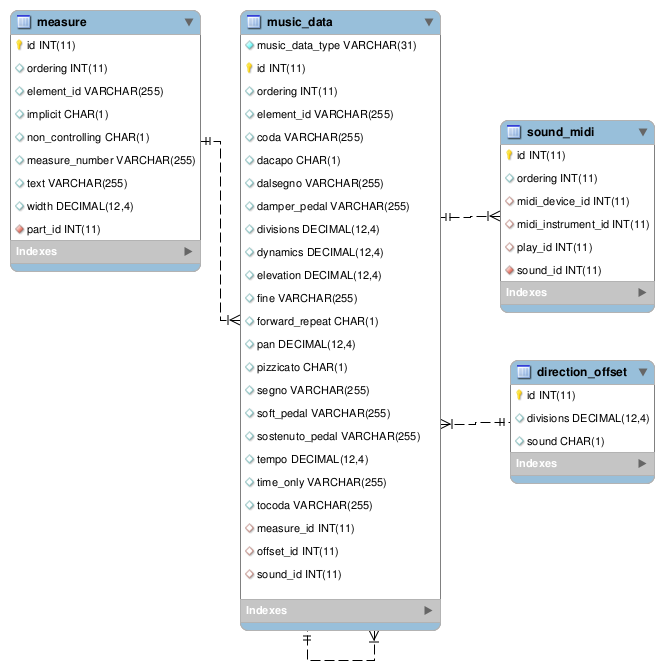 measure
id INT(11)
ordering INT(11)
element_id VARCHAR(255)
implicit CHAR(1)
non_controlling CHAR(1)
measure_number VARCHAR(255)
text VARCHAR(255)
width DECIMAL(12,4)
part_id INT(11)
Indexes
music_data
music_data_type VARCHAR(31)
id INT(11)
ordering INT(11)
element_id VARCHAR(255)
coda VARCHAR(255)
dacapo CHAR(1)
dalsegno VARCHAR(255)
damper_pedal VARCHAR(255)
divisions DECIMAL(12,4)
dynamics DECIMAL(12,4)
elevation DECIMAL(12,4)
fine VARCHAR(255)
forward_repeat CHAR(1)
pan DECIMAL(12,4)
pizzicato CHAR(1)
segno VARCHAR(255)
soft_pedal VARCHAR(255)
sostenuto_pedal VARCHAR(255)
tempo DECIMAL(12,4)
time_only VARCHAR(255)
tocoda VARCHAR(255)
measure_id INT(11)
offset_id INT(11)
sound_id INT(11)
Indexes
sound_midi
id INT(11)
ordering INT(11)
midi_device_id INT(11)
midi_instrument_id INT(11)
play_id INT(11)
sound_id INT(11)
Indexes
direction_offset
id INT(11)
divisions DECIMAL(12,4)
sound CHAR(1)
Indexes